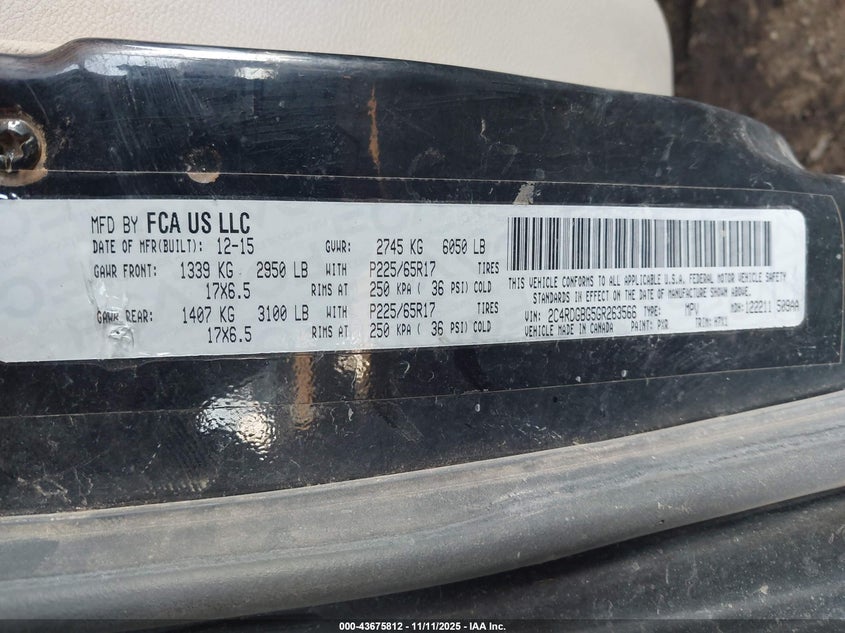 MFD BY FCA US LLC
DATE OF MFR(BUILT): 12-15 GVWR: 2745 KG 6050 LB
GAWR FRONT: 1339 KG 2950 LB WITH P225/65R17 TIRES
17X6.5 RIMS AT 250 KPA ( 36 PSI) COLD
GAWR REAR: 1407 KG 3100 LB WITH P225/65R17 TIRES
17X6.5 RIMS AT 250 KPA ( 36 PSI) COLD
THIS VEHICLE CONFORMS TO ALL APPLICABLE U.S.A. FEDERAL MOTOR VEHICLE SAFETY
STANDARDS IN EFFECT ON THE DATE OF MANUFACTURE SHOWN ABOVE.
VIN: 2C4RDGBG5GR263566 TYPE: MPV MDH: 122211 509AA
VEHICLE MADE IN CANADA PAINT: PXR TRIM:
000-43675812 - 11/11/2025 - IAA Inc.